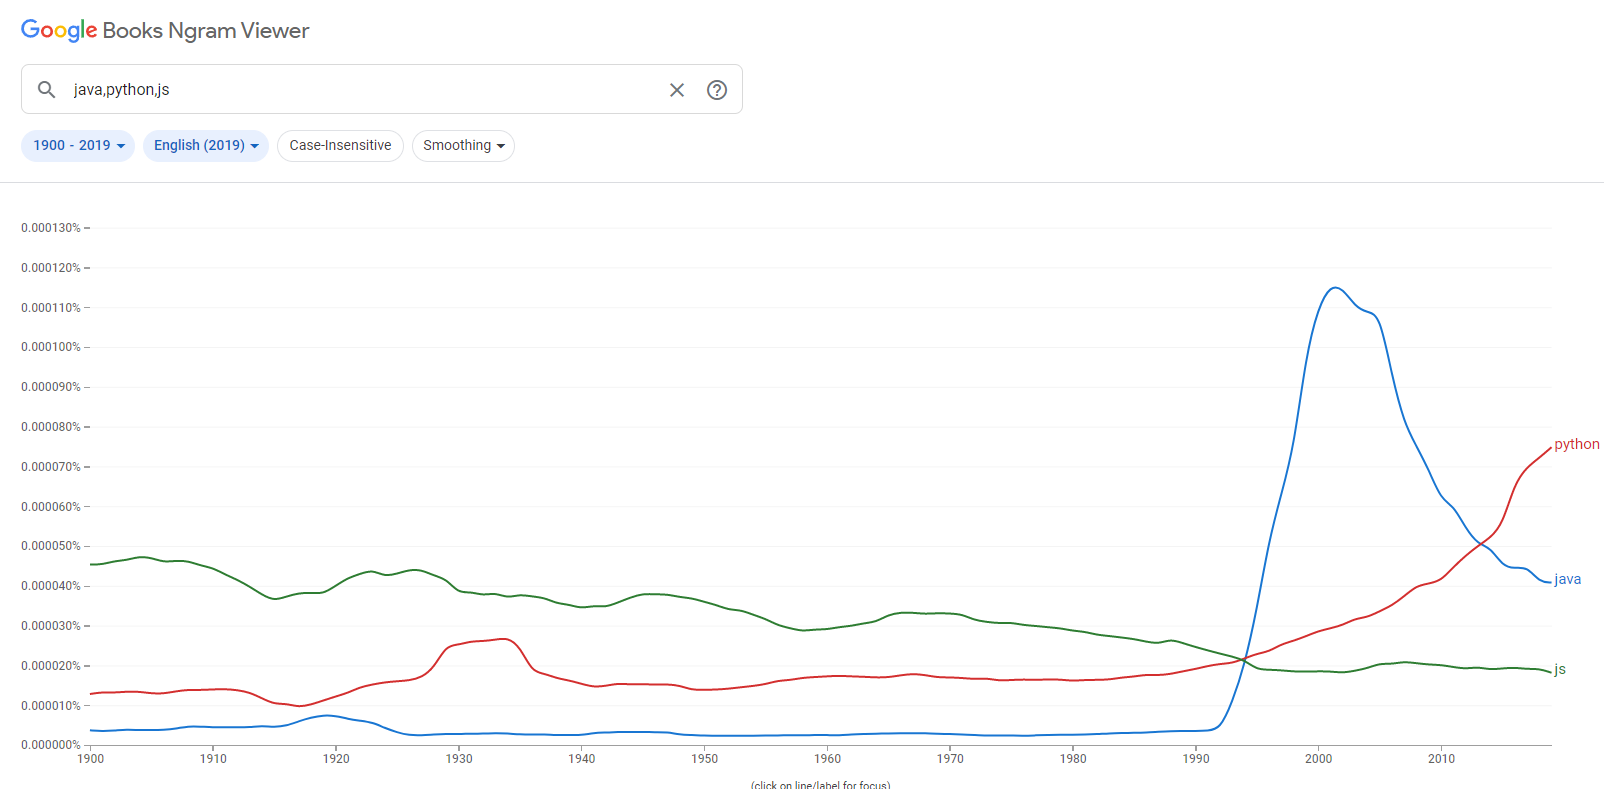 Google Books Ngram Viewer
java,python,js
1900 - 2019
English (2019)
Case-Insensitive
Smoothing
0.000130%
0.000120%
0.000110%
0.000100%
0.000090%
0.000080%
0.000070%
0.000060%
0.000050%
0.000040%
0.000030%
0.000020%
0.000010%
0.000000%
python
java
js
1900 1910 1920 1930 1940 1950 1960 1970 1980 1990 2000 2010
(click on line/label for focus)